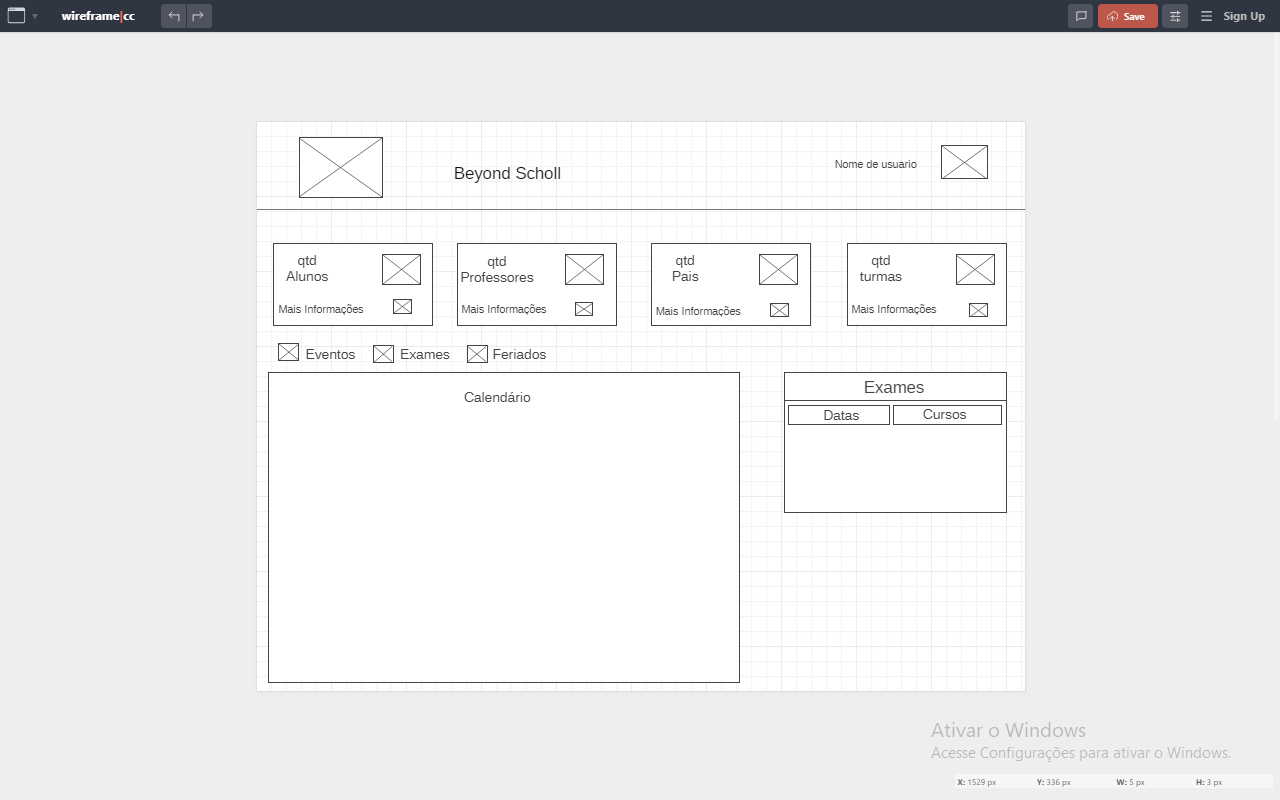 wireframe|cc
Save
Sign Up
Beyond Scholl
Nome de usuario
qtd
Alunos
Mais Informações
qtd
Professores
Mais Informações
qtd
Pais
Mais Informações
qtd
turmas
Mais Informações
Eventos
Exames
Feriados
Calendário
Exames
Datas
Cursos
Ativar o Windows
Acesse Configurações para ativar o Windows.
X: 1529 px Y: 336 px W: 5 px H: 3 px